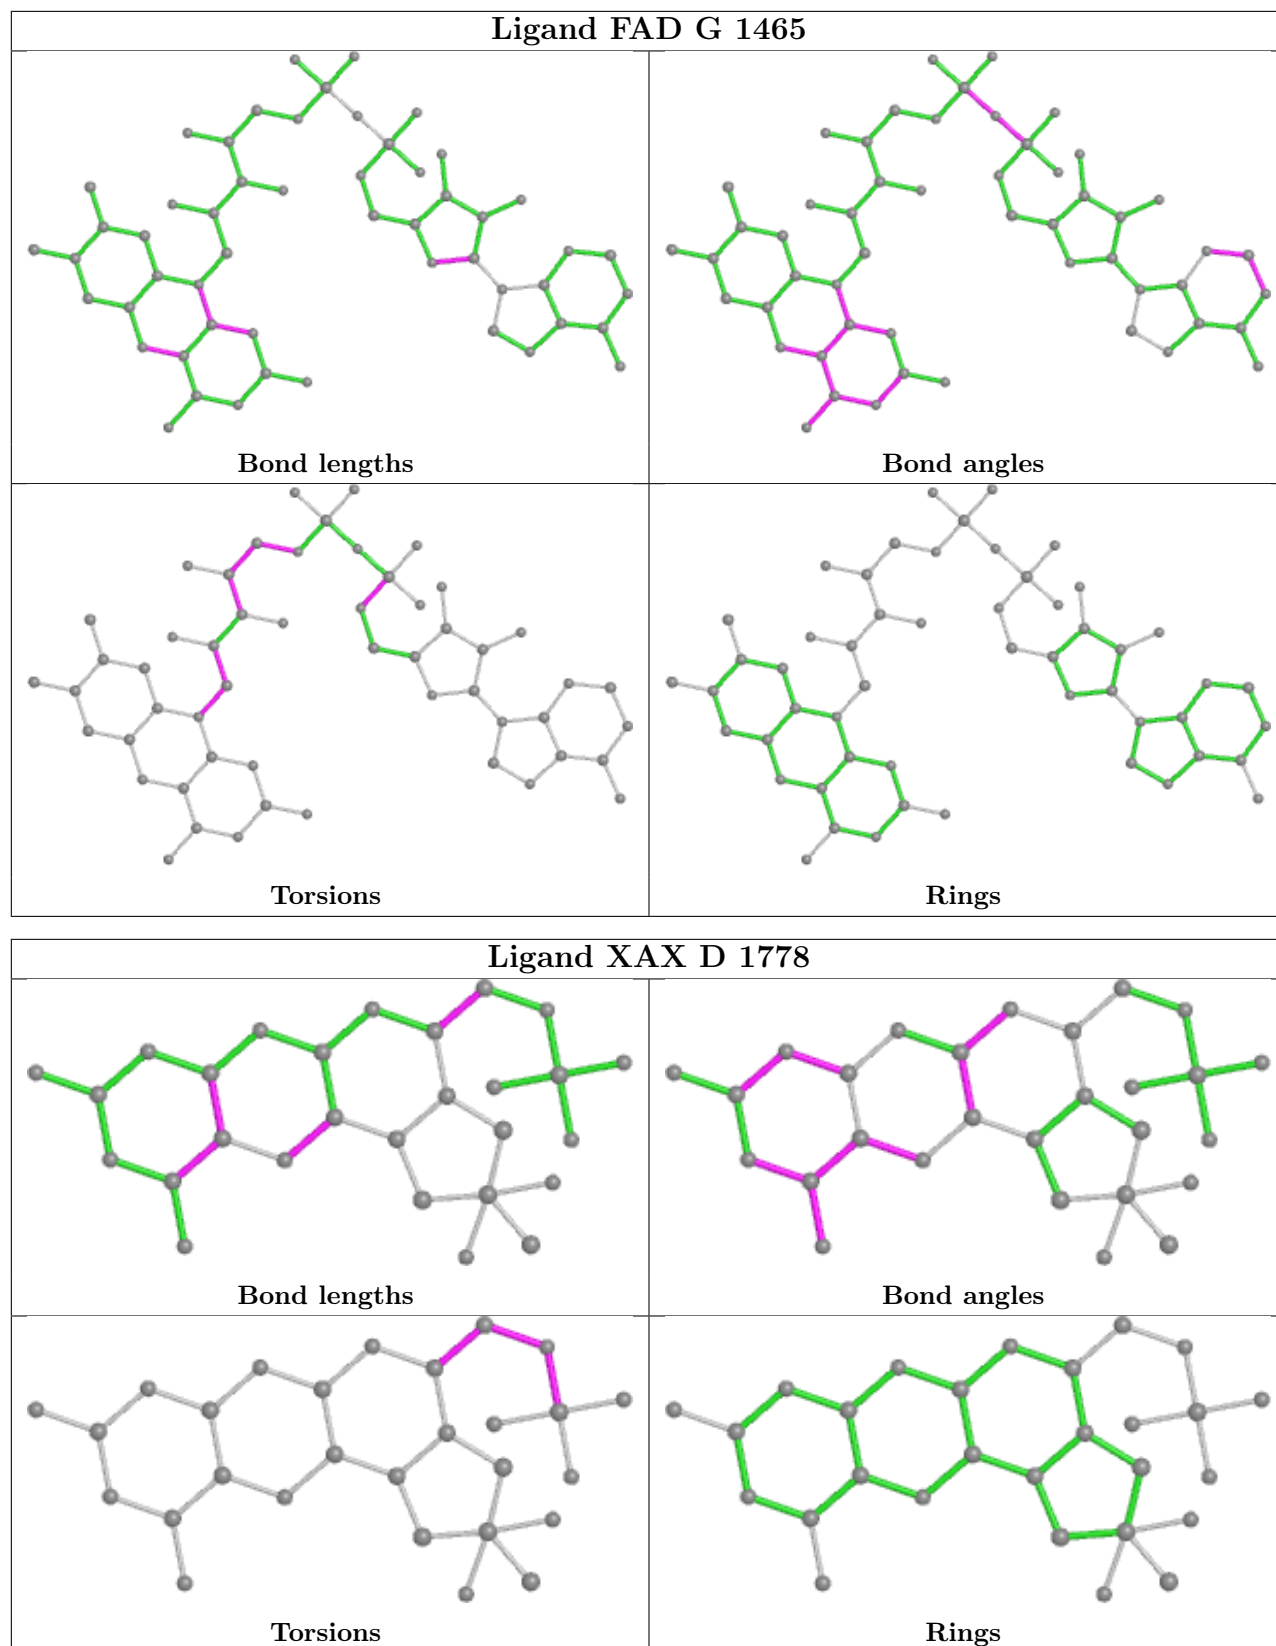 Ligand FAD G 1465
Bond lengths
Bond angles
Torsions
Rings
Ligand XAX D 1778
Bond lengths
Bond angles
Torsions
Rings